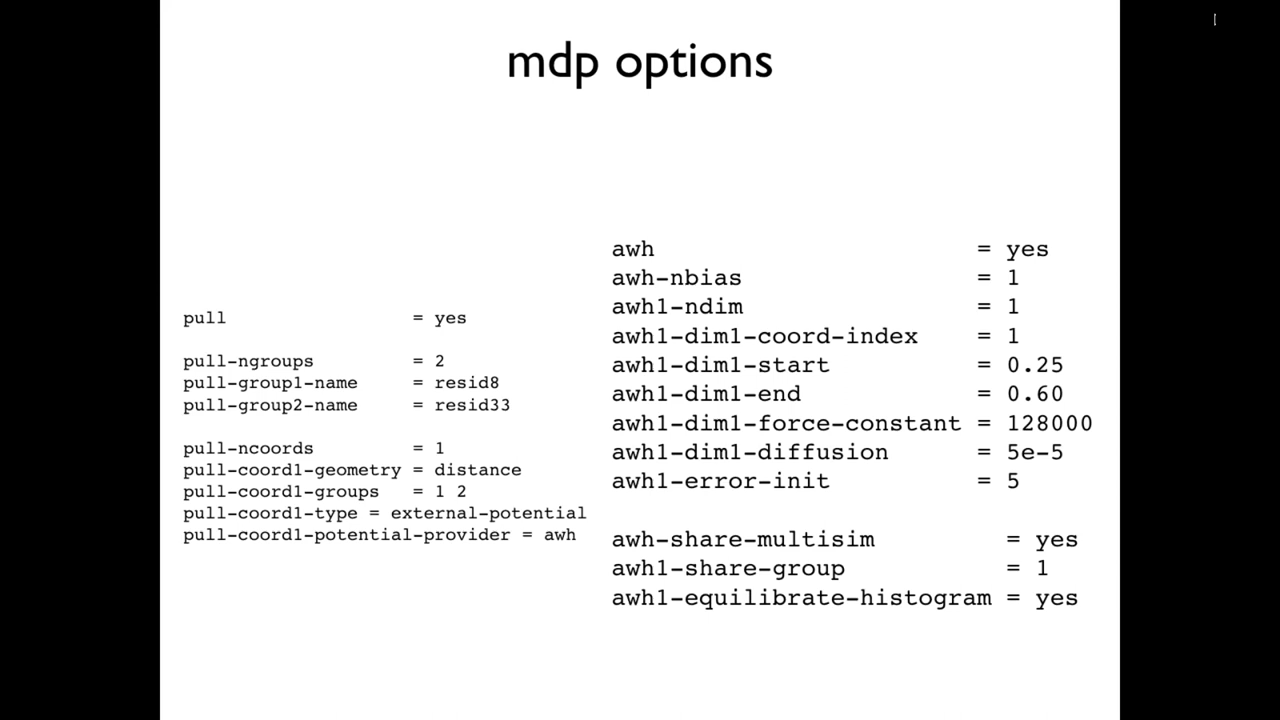 mdp options
pull = yes
pull-ngroups = 2
pull-group1-name = resid8
pull-group2-name = resid33
pull-ncoords = 1
pull-coord1-geometry = distance
pull-coord1-groups = 1 2
pull-coord1-type = external-potential
pull-coord1-potential-provider = awh
awh = yes
awh-nbias = 1
awh1-ndim = 1
awh1-dim1-coord-index = 1
awh1-dim1-start = 0.25
awh1-dim1-end = 0.60
awh1-dim1-force-constant = 128000
awh1-dim1-diffusion = 5e-5
awh1-error-init = 5
awh-share-multisim = yes
awh1-share-group = 1
awh1-equilibrate-histogram = yes